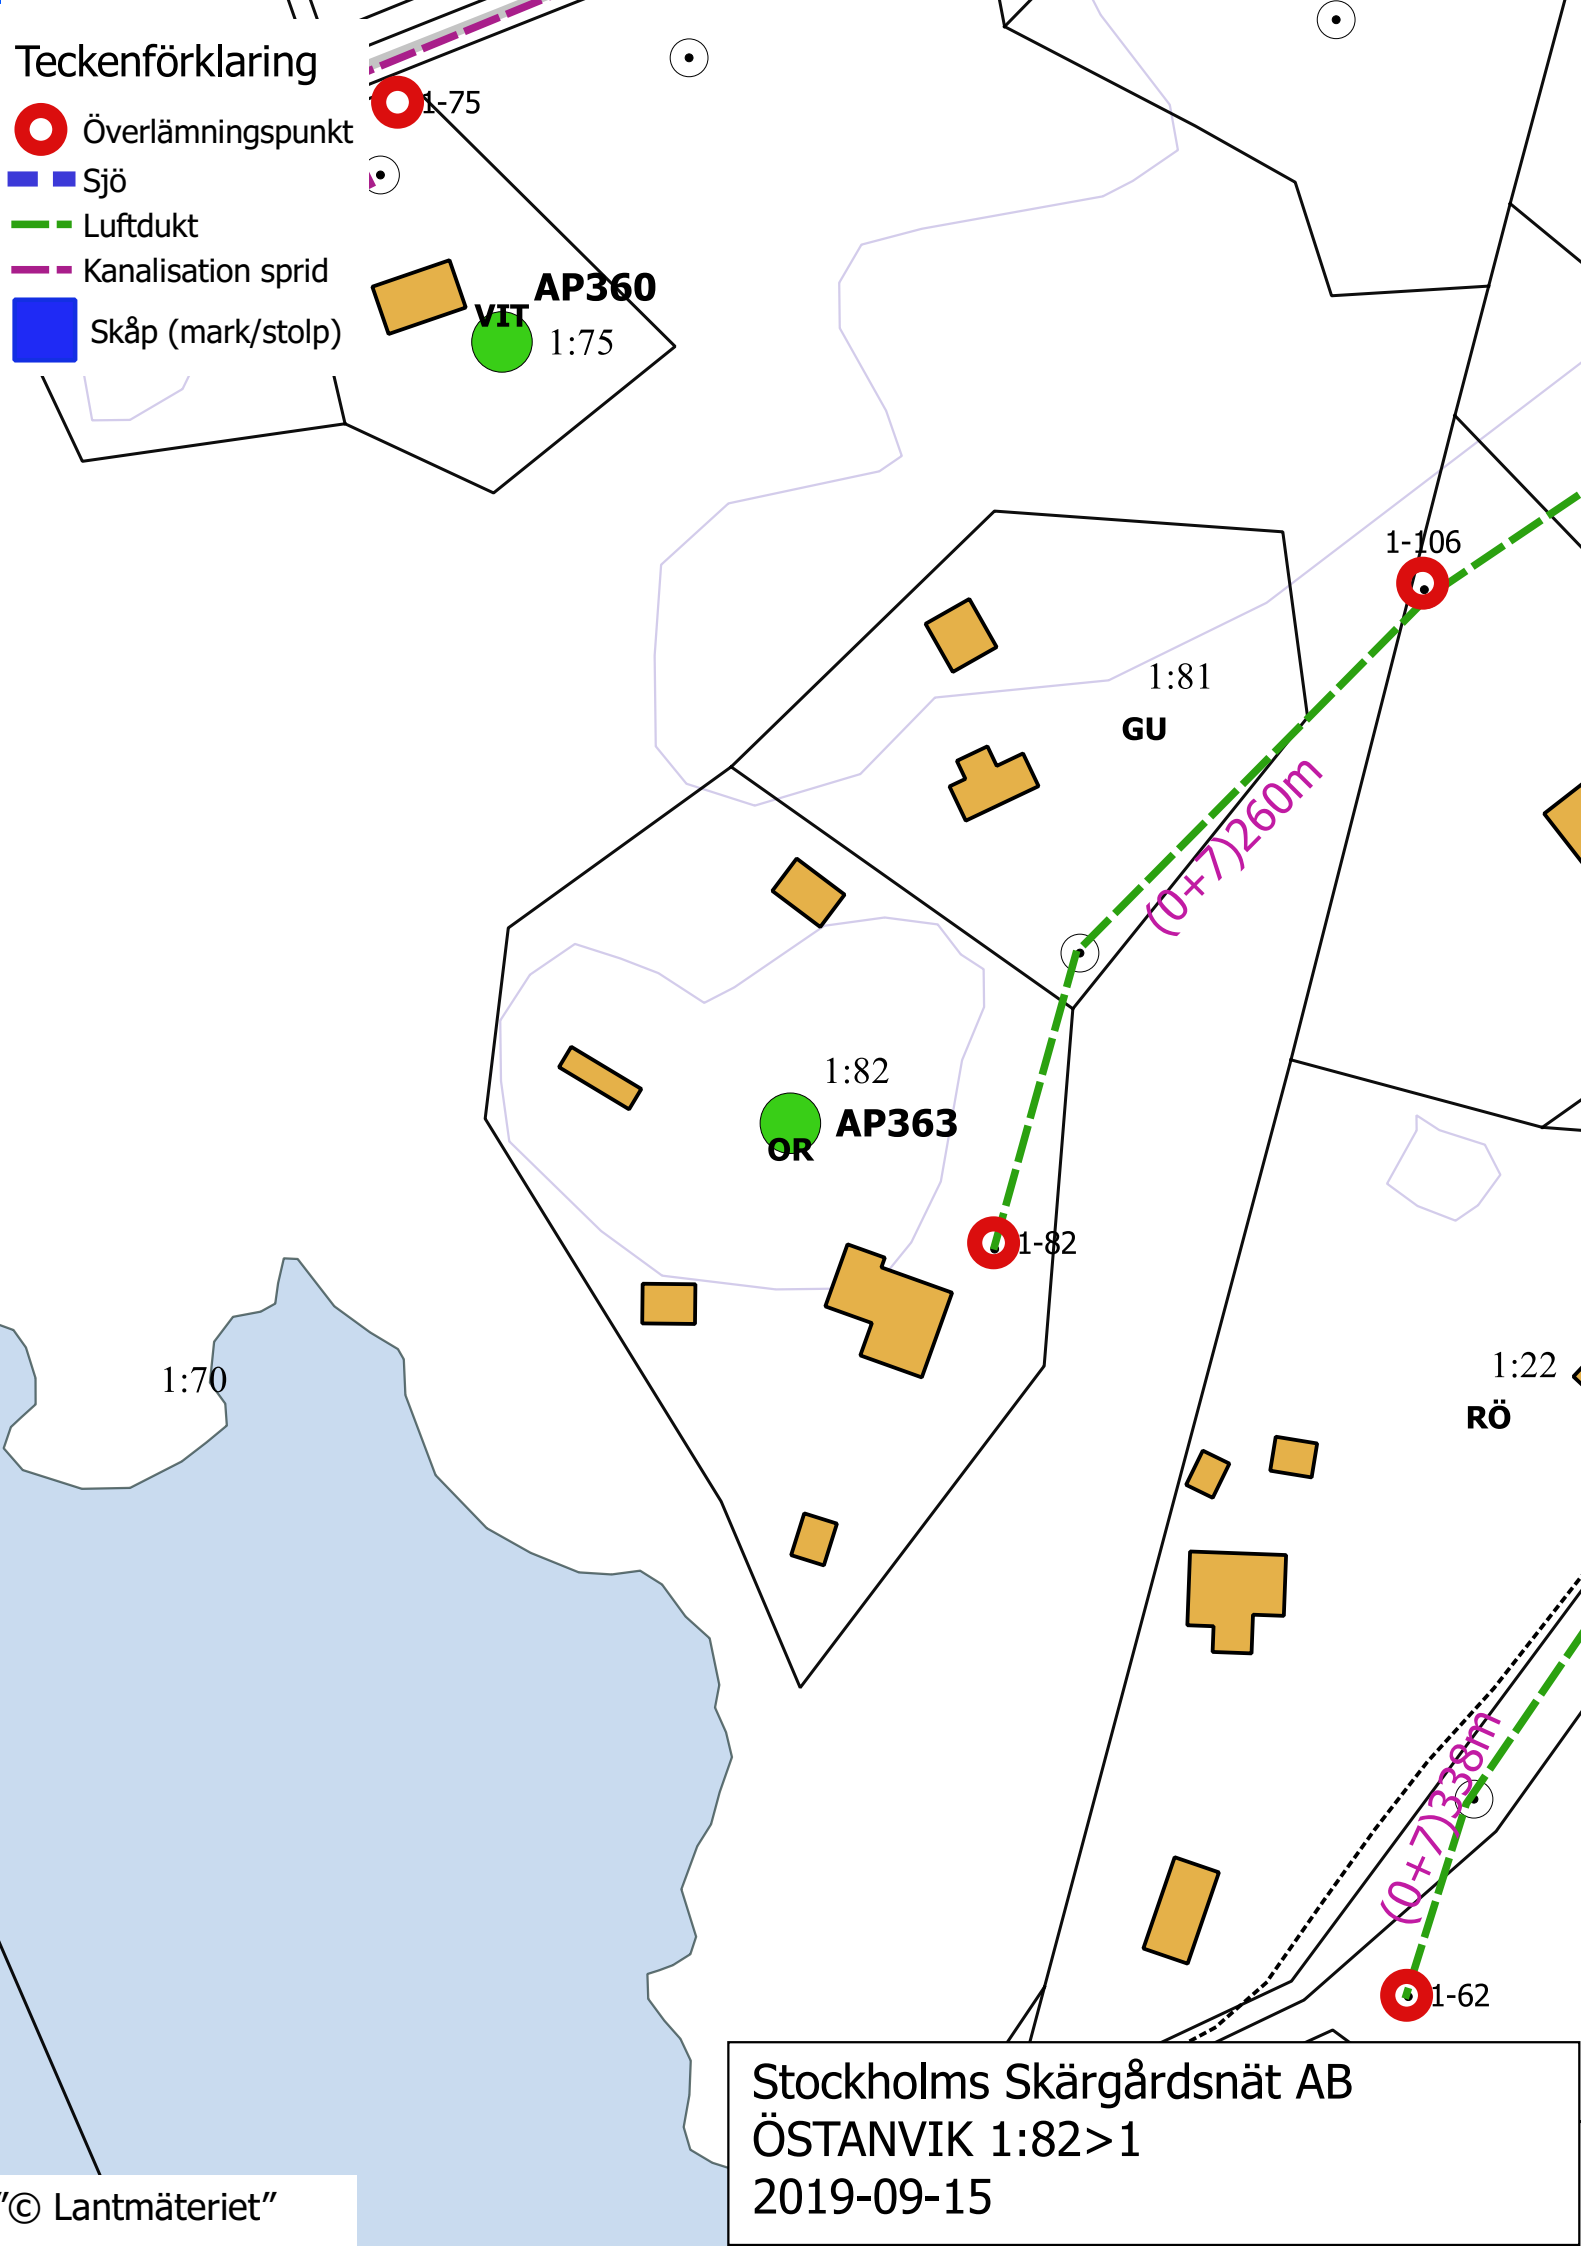 Teckenförklaring
Överlämningspunkt
Sjö
Luftdukt
Kanalisation sprid
Skåp (mark/stolp)
1-75
AP360
VIT
1:75
1-106
1:81
GU
(0+7)260m
1:82
AP363
OR
1-82
1:70
1:22
RÖ
(0+7)338m
1-62
Stockholms Skärgårdsnät AB
ÖSTANVIK 1:82>1
2019-09-15
"© Lantmäteriet"